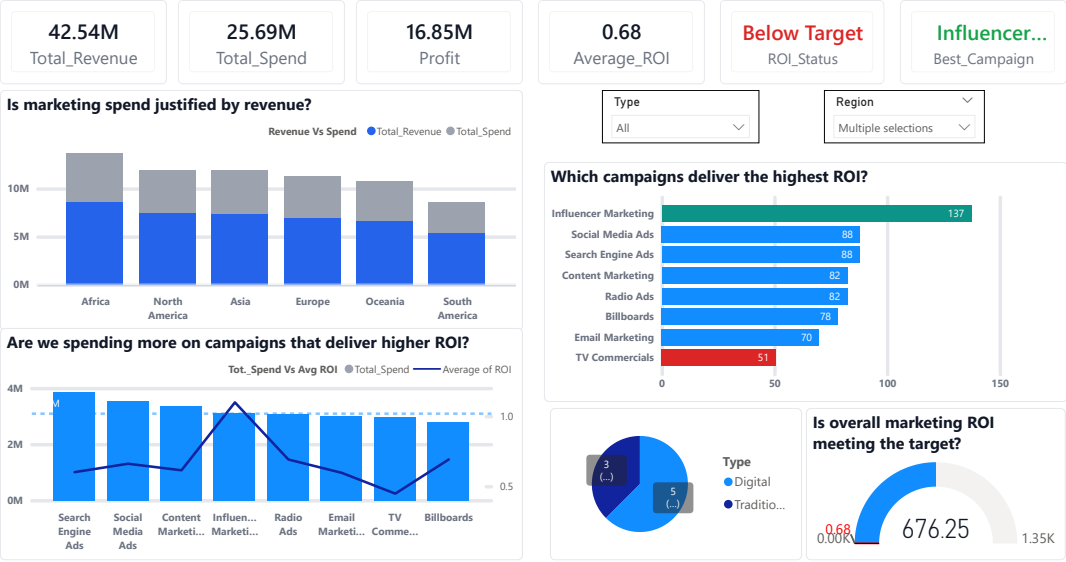 42.54M
Total_Revenue
25.69M
Total_Spend
16.85M
Profit
0.68
Average_ROI
Below Target
ROI_Status
Influencer...
Best_Campaign
Is marketing spend justified by revenue?
Revenue Vs Spend Total_Revenue Total_Spend
10M
5M
0M
Africa
North
America
Asia
Europe
Oceania
South
America
Type
All
Region
Multiple selections
Which campaigns deliver the highest ROI?
Influencer Marketing 137
Social Media Ads 88
Search Engine Ads 88
Content Marketing 82
Radio Ads 82
Billboards 78
Email Marketing 70
TV Commercials 51
0 50 100 150
Are we spending more on campaigns that deliver higher ROI?
Tot._Spend Vs Avg ROI Total_Spend Average of ROI
4M
2M
0M
M
1.0
0.5
Search
Engine
Ads
Social
Media
Ads
Content
Marketi...
Influen...
Marketi...
Radio
Ads
Email
Marketi...
TV
Comme...
Billboards
3
(...)
5
(...)
Type
Digital
Traditio...
Is overall marketing ROI
meeting the target?
0.68
0.00K
676.25
1.35K